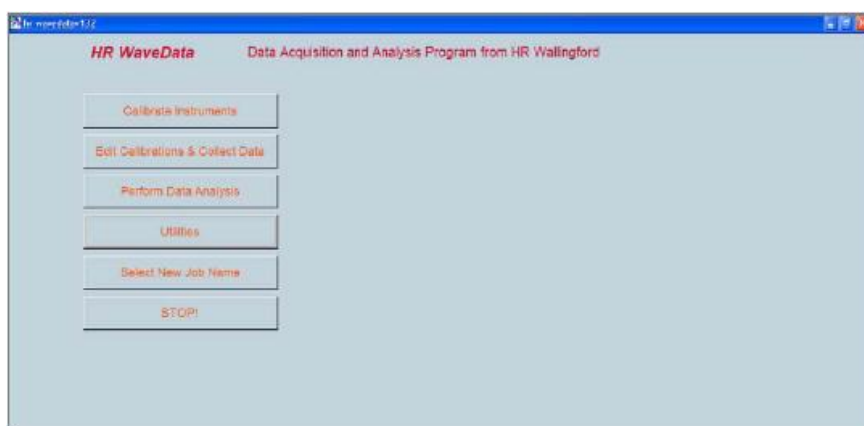 HR WaveData Data Acquisition and Analysis Program from HR Wallingford
Calibrate Instruments
Edit Calibrations & Collect Data
Perform Data Analysis
Utilities
Select New Job Name
STOP!